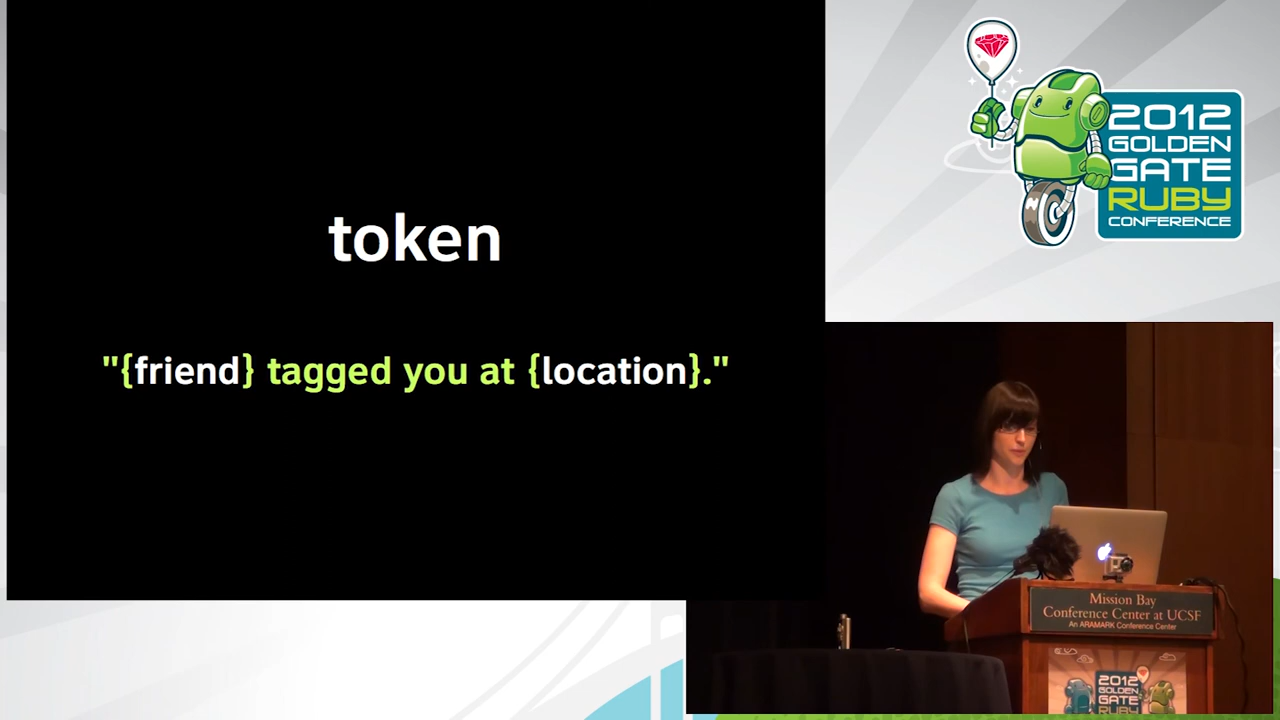 token
"{friend} tagged you at {location}."
2012
GOLDEN
GATE
RUBY
CONFERENCE
Mission Bay
Conference Center at UCSF
An ARAMARK Conference Center
2012
GOLDEN
GATE
RUBY